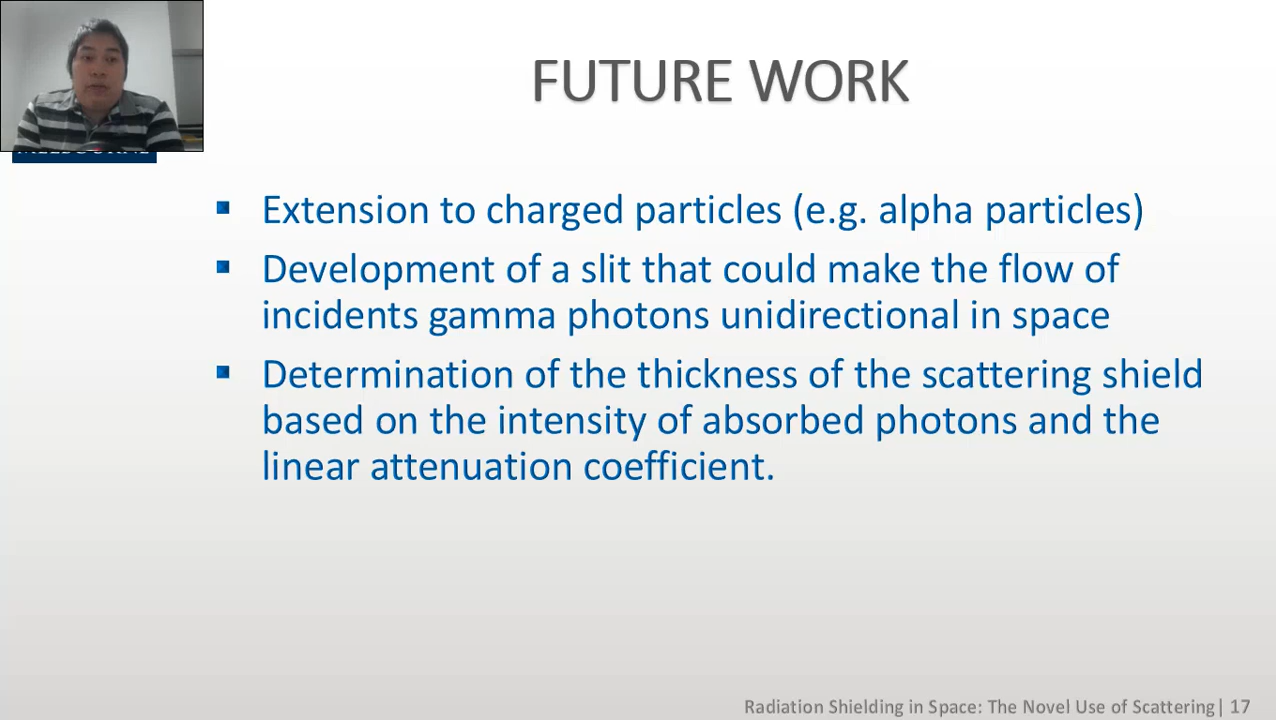 FUTURE WORK
▪ Extension to charged particles (e.g. alpha particles)
▪ Development of a slit that could make the flow of
incidents gamma photons unidirectional in space
▪ Determination of the thickness of the scattering shield
based on the intensity of absorbed photons and the
linear attenuation coefficient.
Radiation Shielding in Space: The Novel Use of Scattering| 17